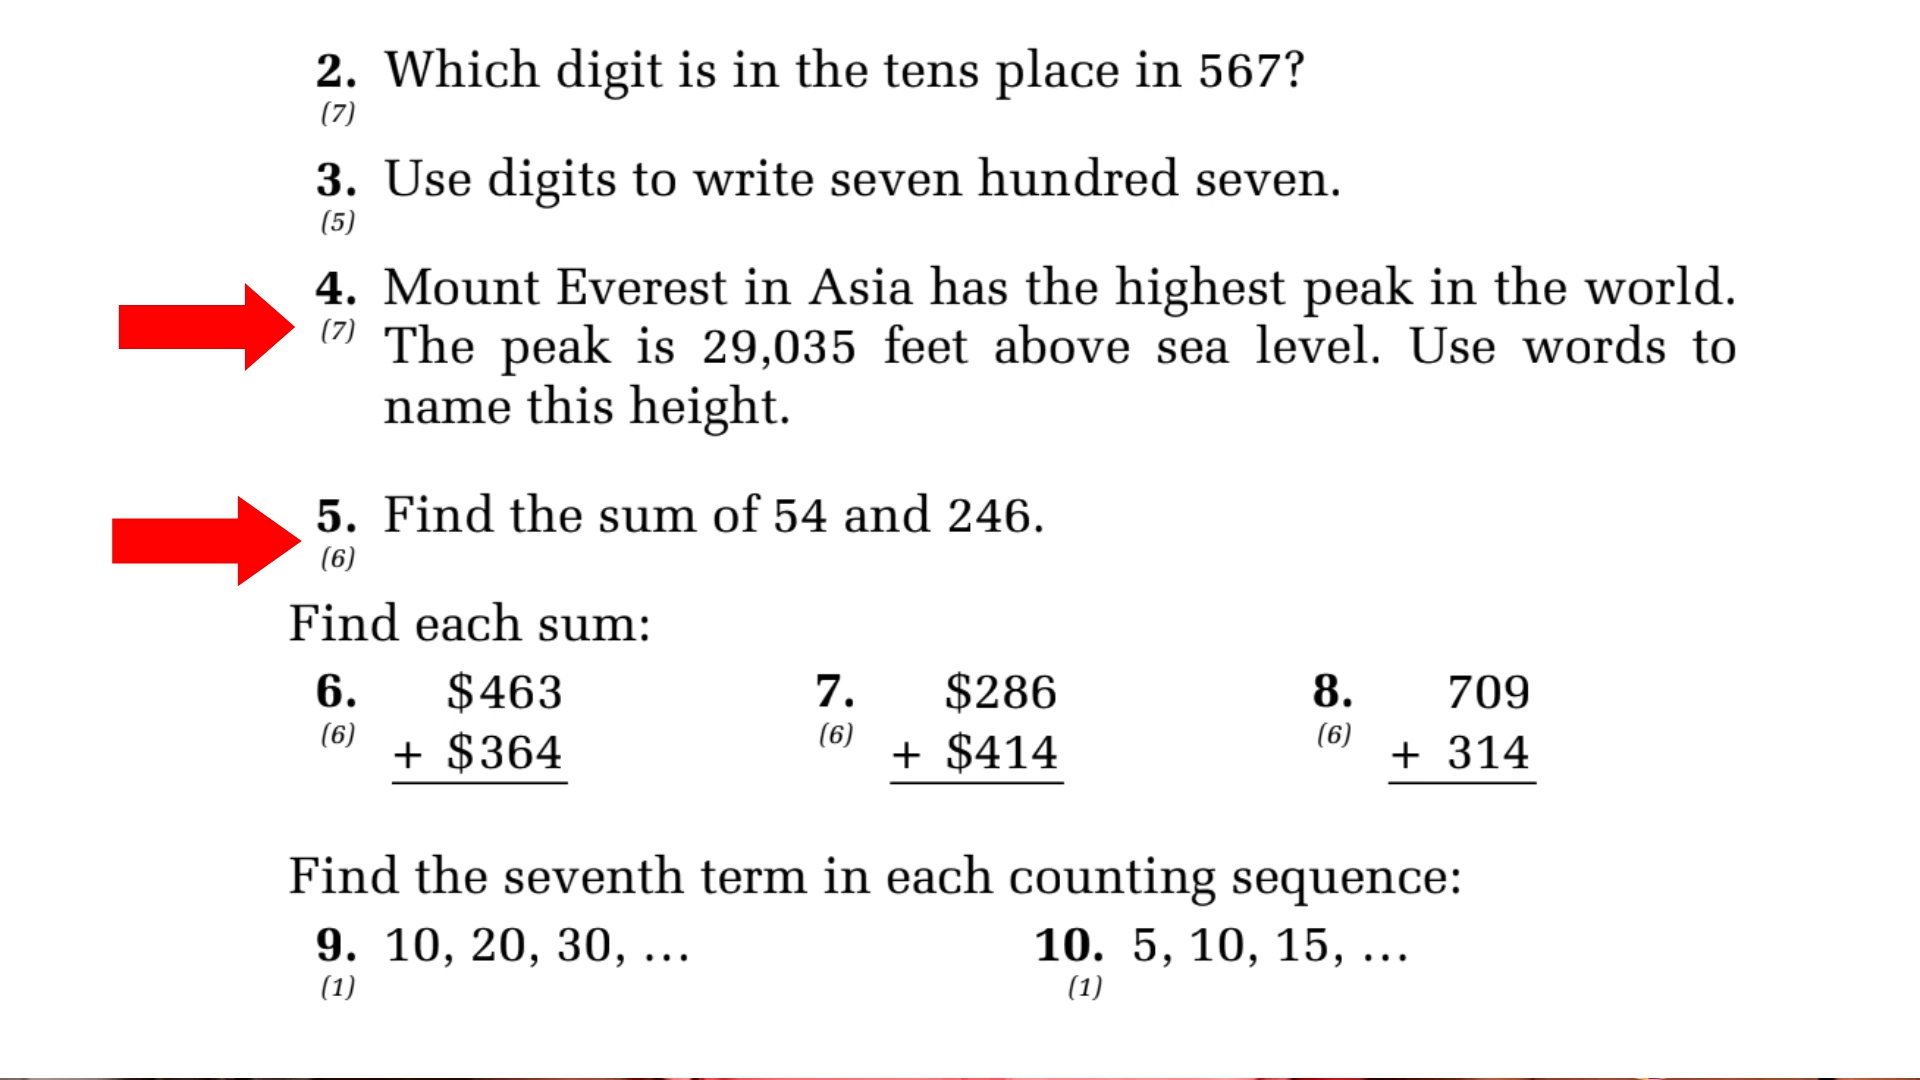 2. Which digit is in the tens place in 567?
(7)
3. Use digits to write seven hundred seven.
(5)
4. Mount Everest in Asia has the highest peak in the world.
(7) The peak is 29,035 feet above sea level. Use words to
name this height.
5. Find the sum of 54 and 246.
(6)
Find each sum:
6. $463 7. $286 8. 709
(6) + $364 (6) + $414 (6) + 314
Find the seventh term in each counting sequence:
9. 10, 20, 30, … 10. 5, 10, 15, …
(1) (1)